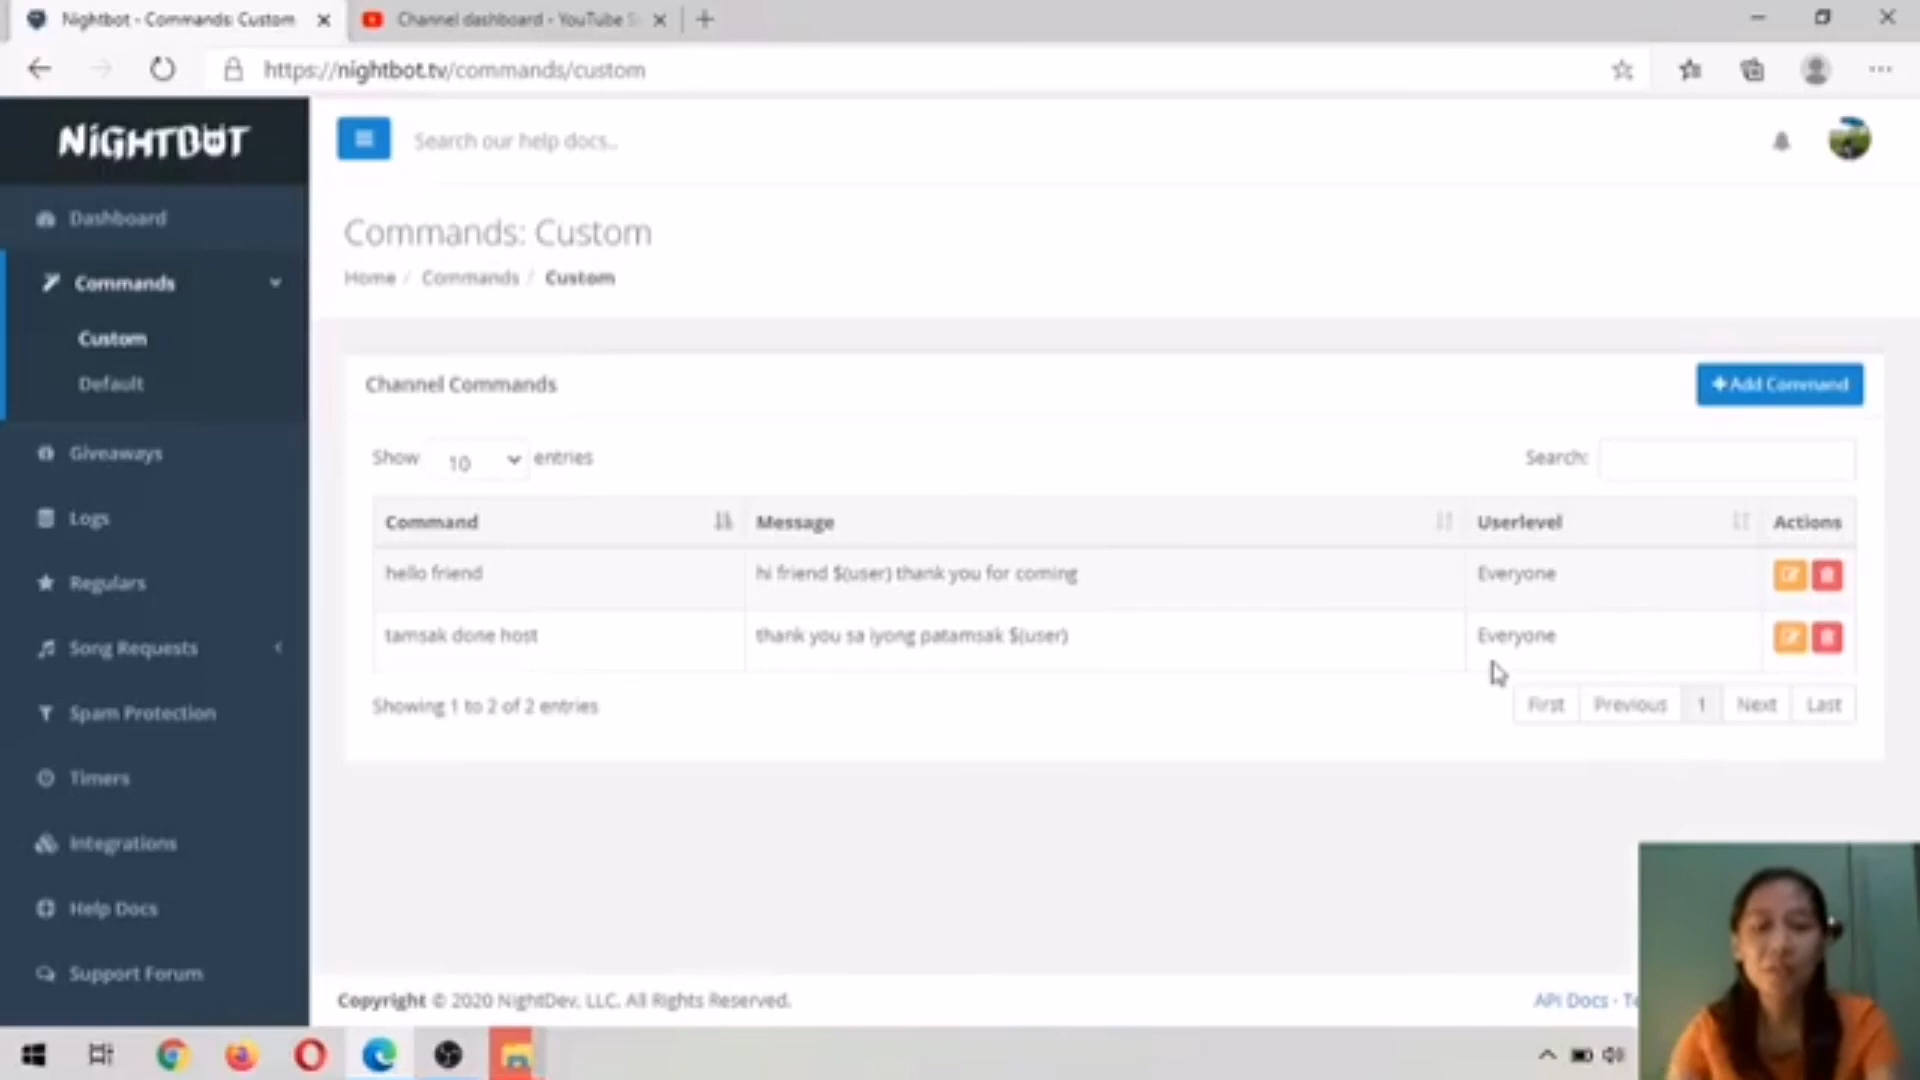 Nightbot - Commands: Custom
Channel dashboard - YouTube S
https://nightbot.tv/commands/custom
NIGHTBOT
Search our help docs..
Dashboard
Commands
Custom
Default
Giveaways
Logs
Regulars
Song Requests
Spam Protection
Timers
Integrations
Help Docs
Support Forum
Commands: Custom
Home / Commands / Custom
Channel Commands
+Add Command
Show 10 entries
Search:
Command Message Userlevel Actions
hello friend hi friend $(user) thank you for coming Everyone
tamsak done host thank you sa iyong patamsak $(user) Everyone
Showing 1 to 2 of 2 entries
First Previous 1 Next Last
Copyright © 2020 NightDev, LLC. All Rights Reserved.
API Docs · Te